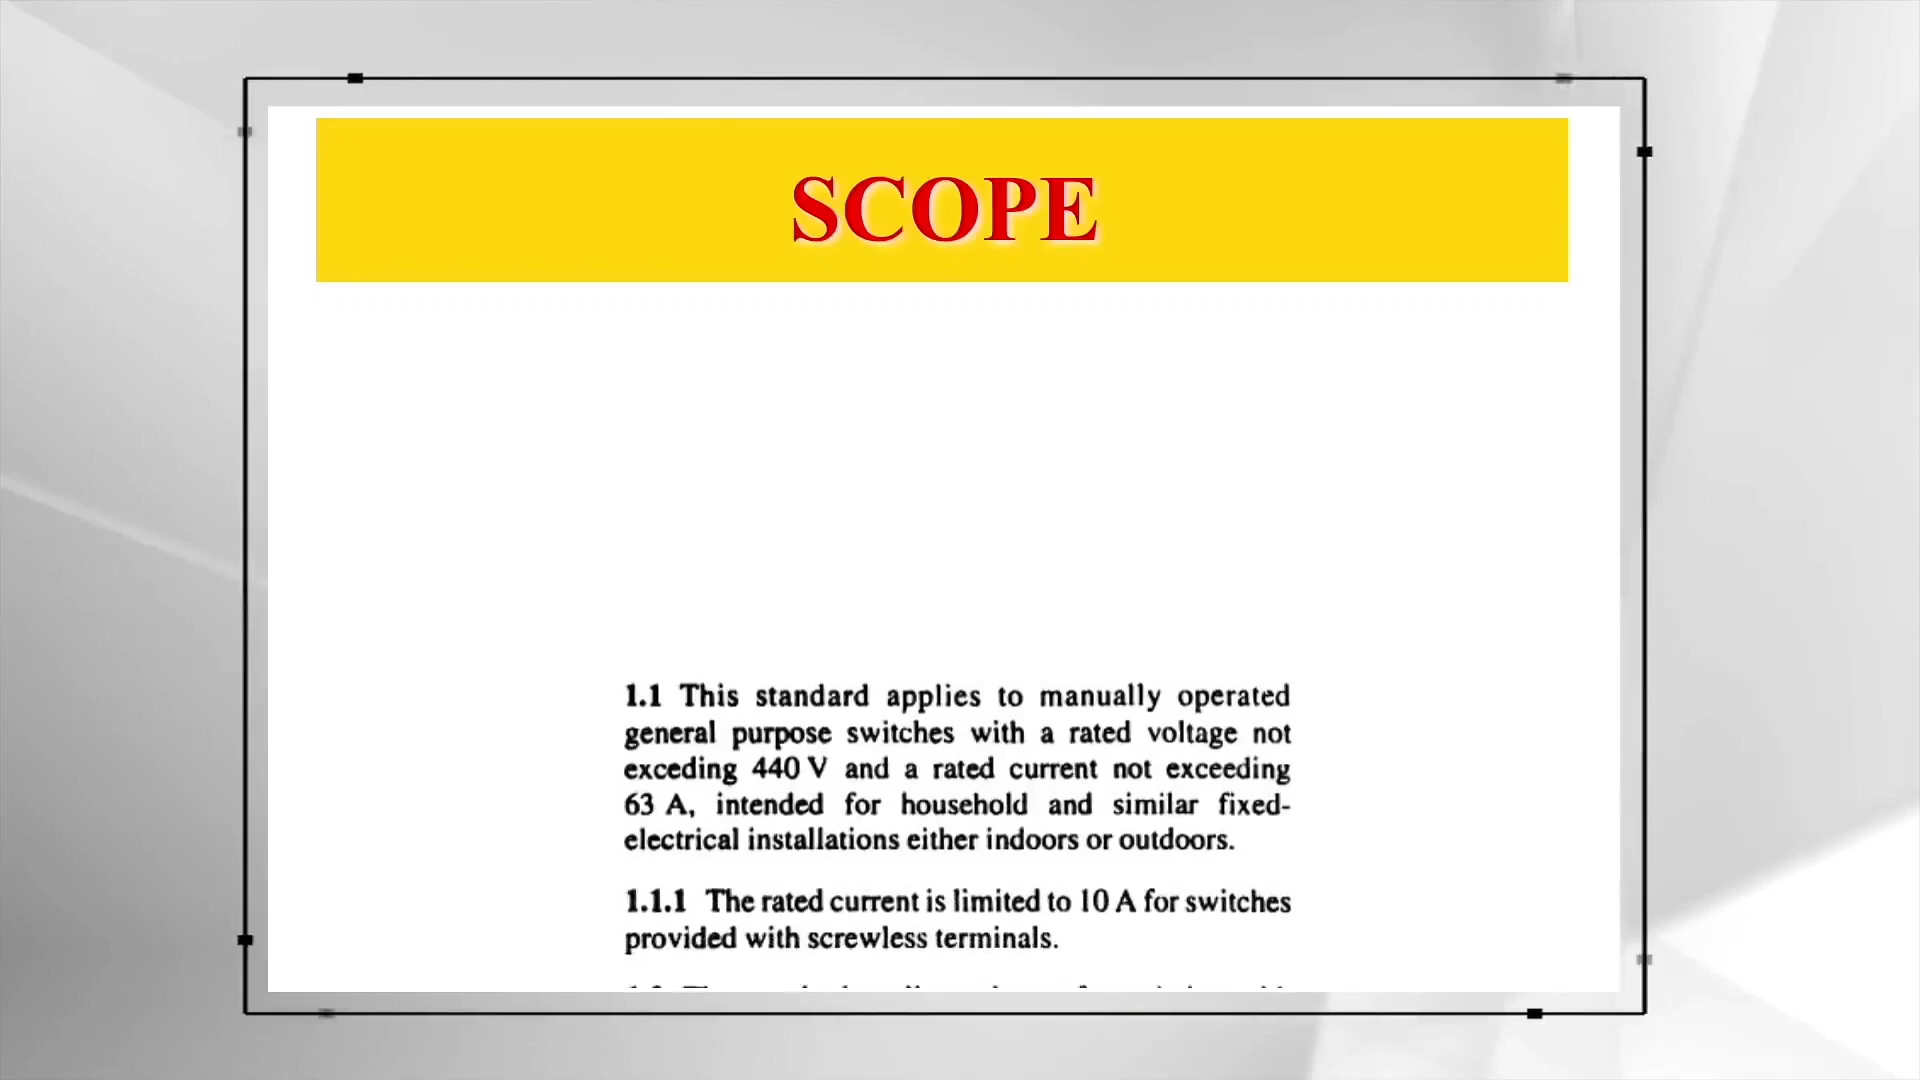 SCOPE
1.1 This standard applies to manually operated
general purpose switches with a rated voltage not
exceding 440 V and a rated current not exceeding
63 A, intended for household and similar fixed-
electrical installations either indoors or outdoors.
1.1.1 The rated current is limited to 10 A for switches
provided with screwless terminals.